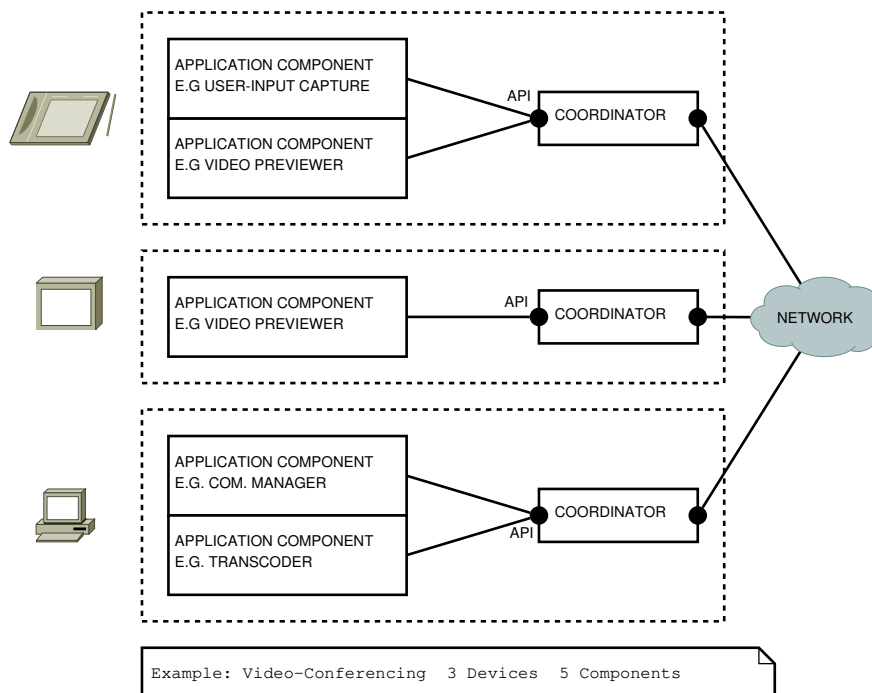 APPLICATION COMPONENT
E.G USER-INPUT CAPTURE
APPLICATION COMPONENT
E.G VIDEO PREVIEWER
API
COORDINATOR
APPLICATION COMPONENT
E.G VIDEO PREVIEWER
API
COORDINATOR
NETWORK
APPLICATION COMPONENT
E.G. COM. MANAGER
APPLICATION COMPONENT
E.G. TRANSCODER
API
COORDINATOR
Example: Video-Conferencing 3 Devices 5 Components